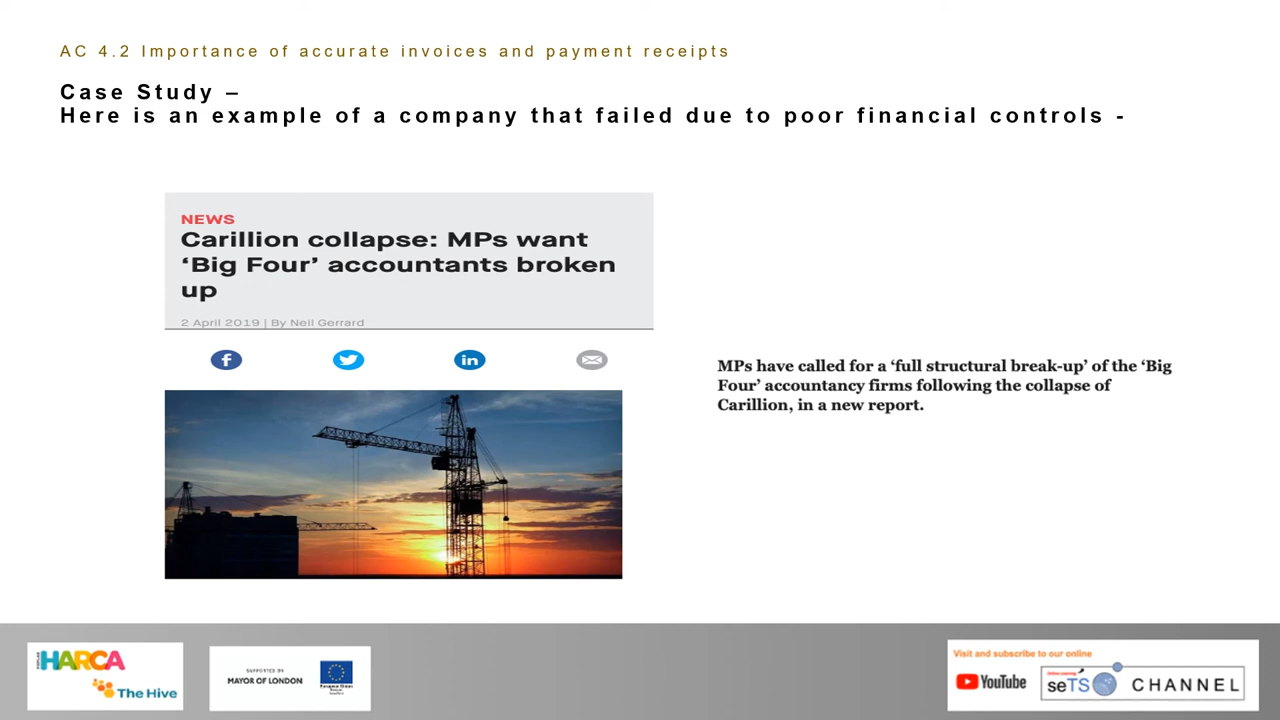 AC 4.2 Importance of accurate invoices and payment receipts
Case Study –
Here is an example of a company that failed due to poor financial controls -
NEWS
Carillion collapse: MPs want
‘Big Four’ accountants broken
up
2 April 2019 | By Neil Gerrard
f
in
MPs have called for a ‘full structural break-up’ of the ‘Big
Four’ accountancy firms following the collapse of
Carillion, in a new report.
HARCA
The Hive
SUPPORTED BY
MAYOR OF LONDON
European Union
Visit and subscribe to our online
YouTube
seTS CHANNEL